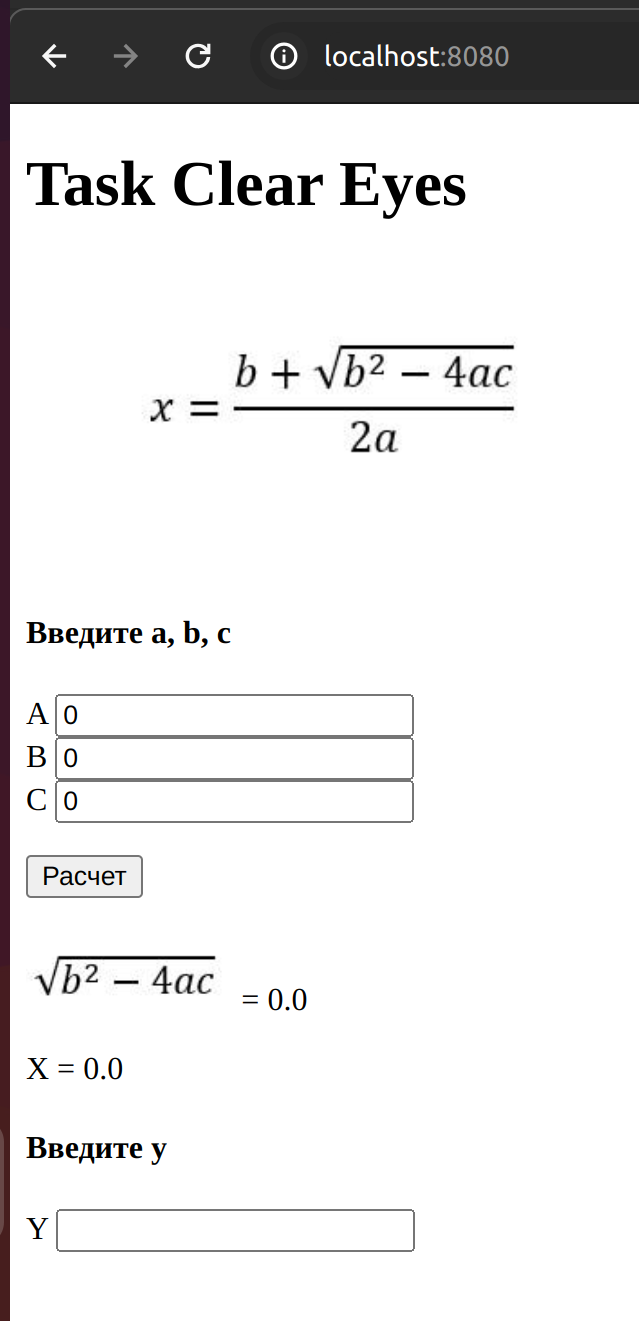 localhost:8080
Task Clear Eyes
x = \frac{b + \sqrt{b^2 - 4ac}}{2a}
Введите a, b, c
A 0
B 0
C 0
Расчет
\sqrt{b^2 - 4ac} = 0.0
X = 0.0
Введите y
Y